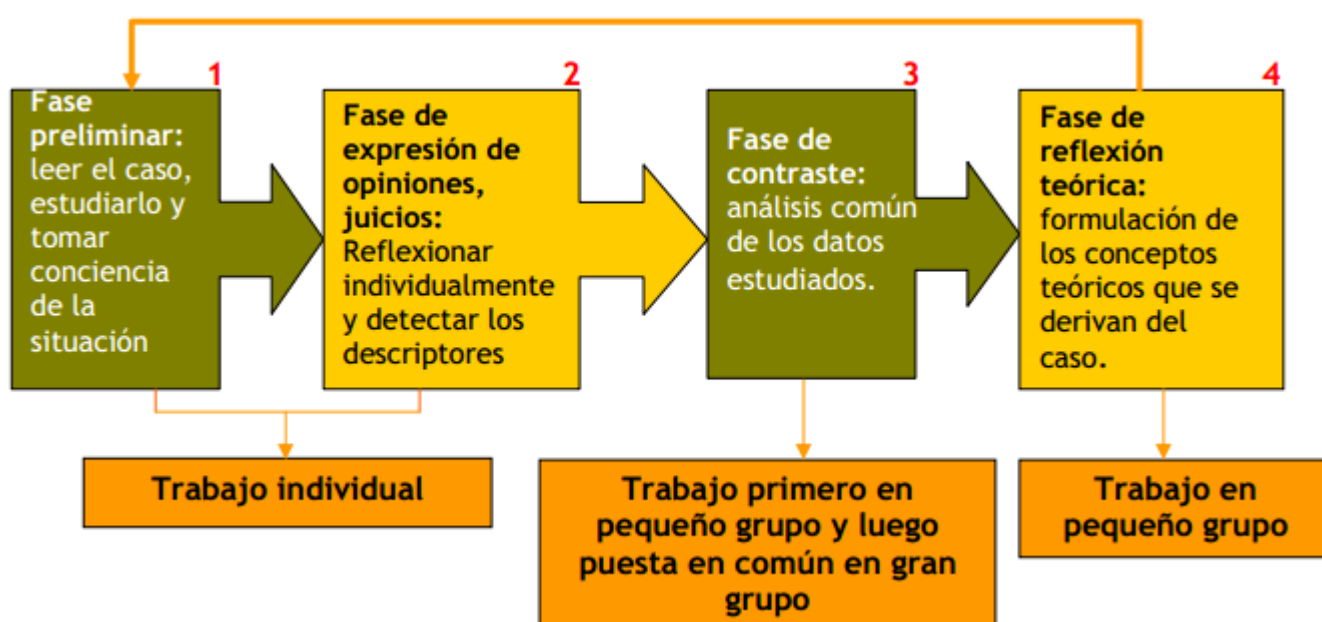 1
Fase
preliminar:
leer el caso,
estudiarlo y
tomar
conciencia
de la
situación
2
Fase de
expresión de
opiniones,
juicios:
Reflexionar
individualmente
y detectar los
descriptores
3
Fase de
contraste:
análisis común
de los datos
estudiados.
4
Fase de
reflexión
teórica:
formulación de
los conceptos
teóricos que se
derivan del
caso.
Trabajo individual
Trabajo primero en
pequeño grupo y luego
puesta en común en gran
grupo
Trabajo en
pequeño grupo